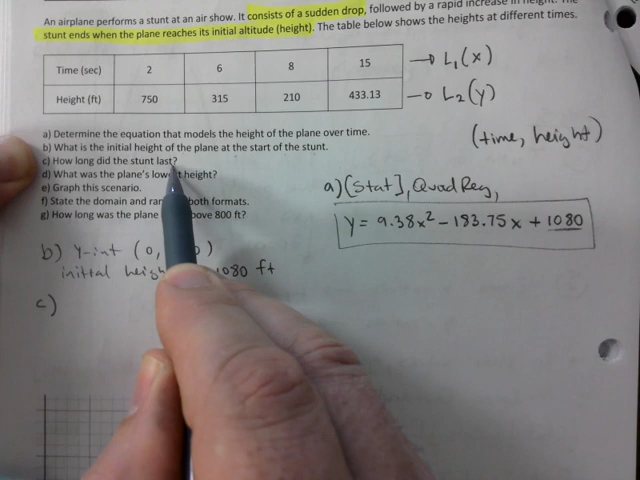 An airplane performs a stunt at an air show. It consists of a sudden drop, followed by a rapid increase in height. The
stunt ends when the plane reaches its initial altitude (height). The table below shows the heights at different times.
Time (sec) 2 6 8 15 → L₁(x)
Height (ft) 750 315 210 433.13 → L₂(y)
(time, height)
a) Determine the equation that models the height of the plane over time.
b) What is the initial height of the plane at the start of the stunt.
c) How long did the stunt last?
d) What was the plane's low t height?
e) Graph this scenario.
f) State the domain and ran both formats.
g) How long was the plane ove 800 ft?
a) [Stat], QuadReg,
y = 9.38x² - 183.75x + 1080
b) y-int (0, 0)
initial heigh 1080 ft
c)